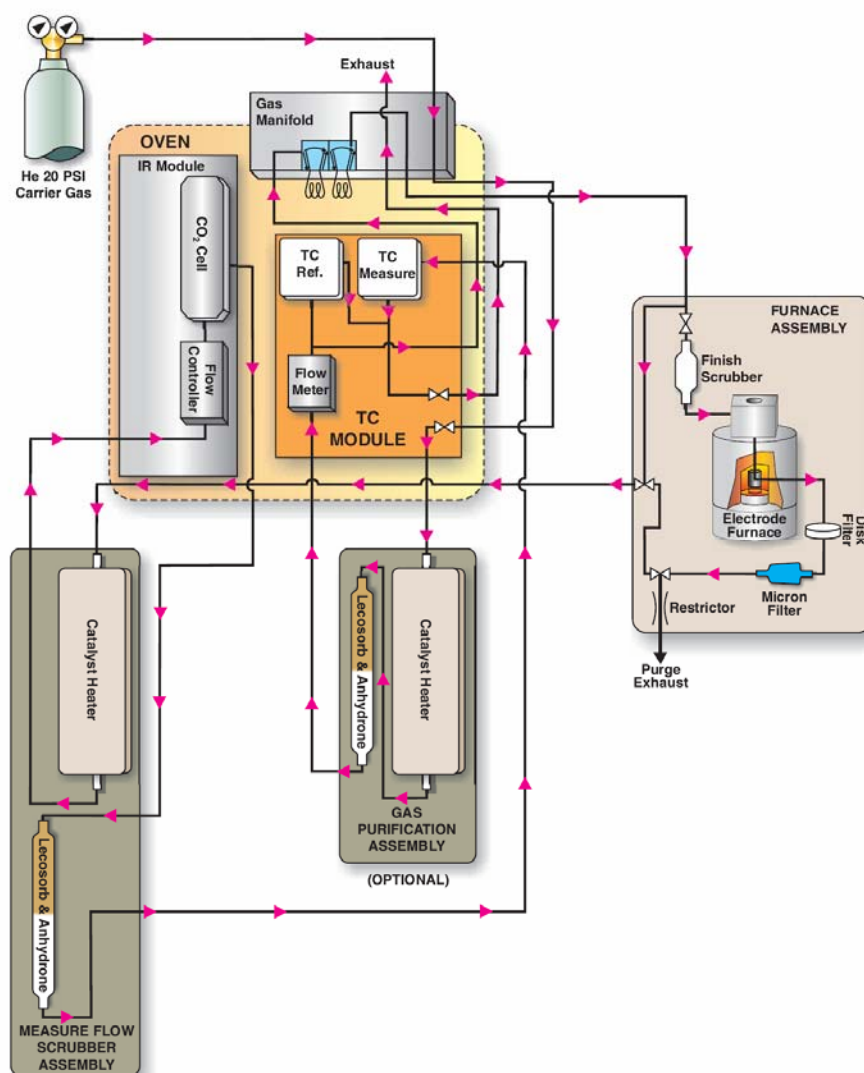 Exhaust
Gas
Manifold
He 20 PSI
Carrier Gas
OVEN
IR Module
CO₂ Cell
Flow
Controller
TC
Ref.
TC
Measure
Flow
Meter
TC
MODULE
FURNACE
ASSEMBLY
Finish
Scrubber
Electrode
Furnace
Disk
Filter
Micron
Filter
Restrictor
Purge
Exhaust
Catalyst Heater
Lecosorb & Anhydrone
MEASURE FLOW
SCRUBBER
ASSEMBLY
Lecosorb & Anhydrone
Catalyst Heater
GAS
PURIFICATION
ASSEMBLY
(OPTIONAL)